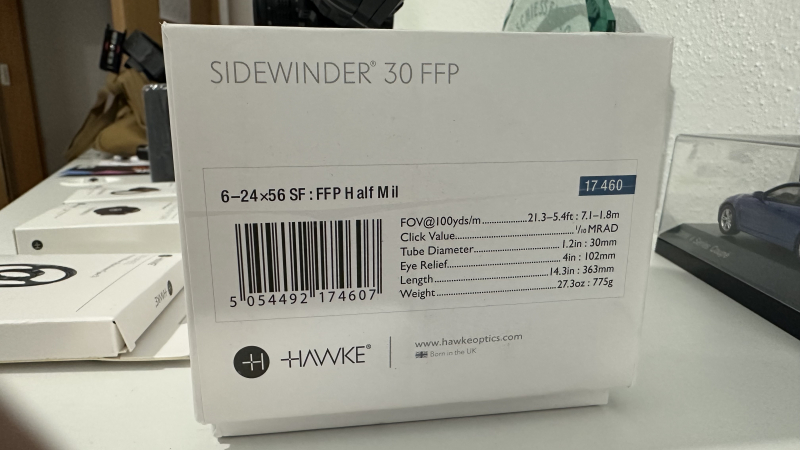 SIDEWINDER® 30 FFP
6–24×56 SF : FFP Half Mil
17 460
FOV@100yds/m............21.3–5.4ft : 7.1–1.8m
Click Value............1/10 MRAD
Tube Diameter............1.2in : 30mm
Eye Relief............4in : 102mm
Length............14.3in : 363mm
Weight............27.3oz : 775g
5 054492 174607
H HAWKE®
www.hawkeoptics.com
Born in the UK
HAWKE
Coupé